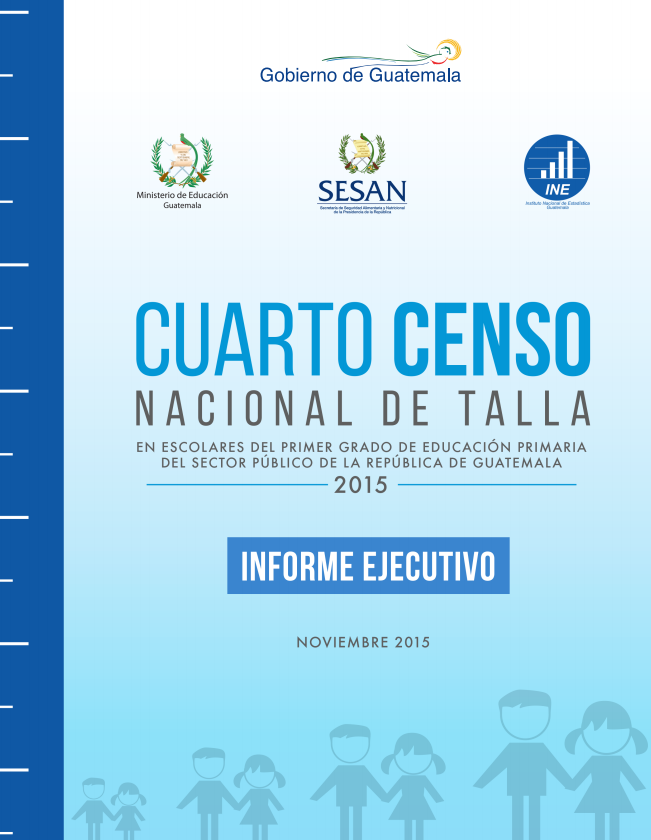 Gobierno de Guatemala
Ministerio de Educación
Guatemala
SESAN
Secretaría de Seguridad Alimentaria y Nutricional
de la Presidencia de la República
INE
Instituto Nacional de Estadística
Guatemala
CUARTO CENSO
NACIONAL DE TALLA
EN ESCOLARES DEL PRIMER GRADO DE EDUCACIÓN PRIMARIA
DEL SECTOR PÚBLICO DE LA REPÚBLICA DE GUATEMALA
2015
INFORME EJECUTIVO
NOVIEMBRE 2015